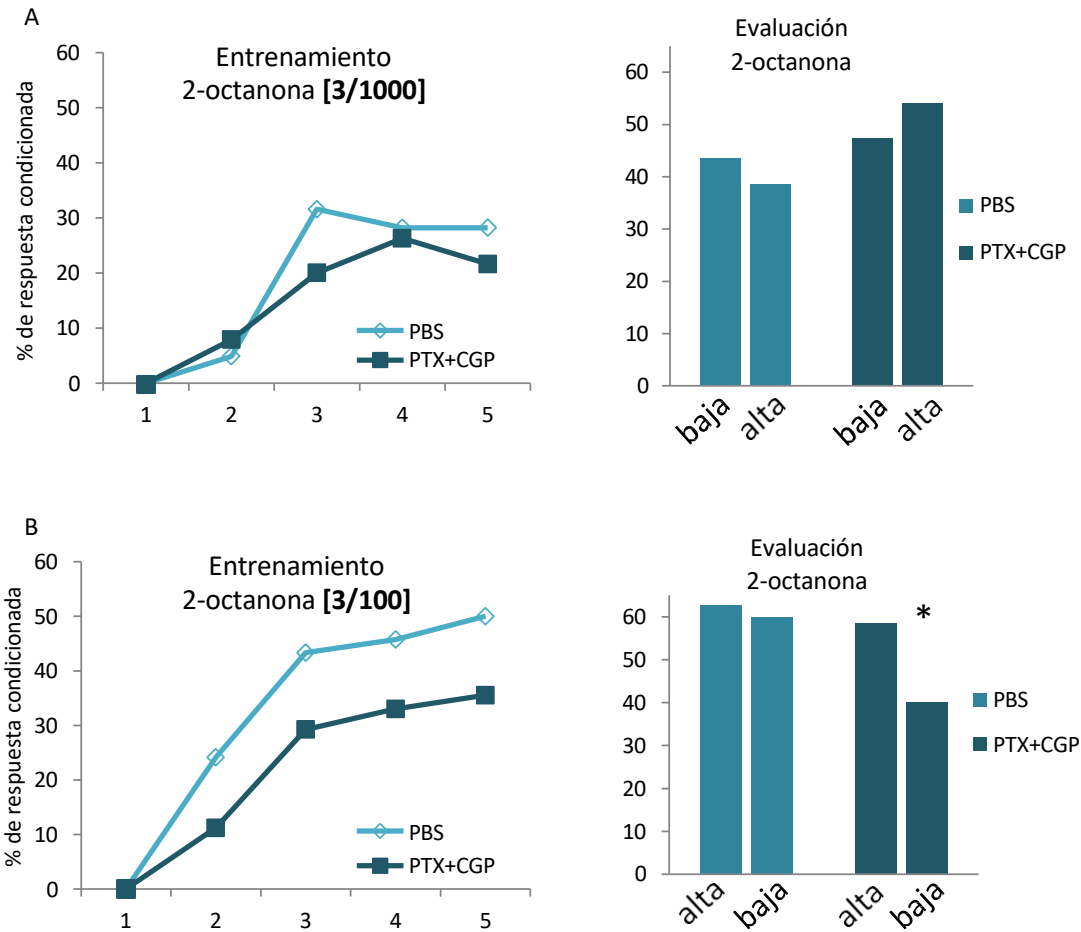 A
Entrenamiento
2-octanona [3/1000]
% de respuesta condicionada
60
50
40
30
20
10
0
1 2 3 4 5
PBS
PTX+CGP
Evaluación
2-octanona
60
50
40
30
20
10
0
baja alta baja alta
PBS
PTX+CGP
B
Entrenamiento
2-octanona [3/100]
% de respuesta condicionada
60
50
40
30
20
10
0
1 2 3 4 5
PBS
PTX+CGP
Evaluación
2-octanona
60
50
40
30
20
10
0
*
alta baja alta baja
PBS
PTX+CGP